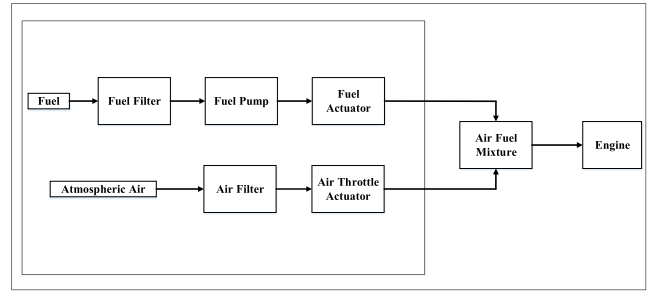 Fuel
Fuel Filter
Fuel Pump
Fuel
Actuator
Air Fuel
Mixture
Engine
Atmospheric Air
Air Filter
Air Throttle
Actuator